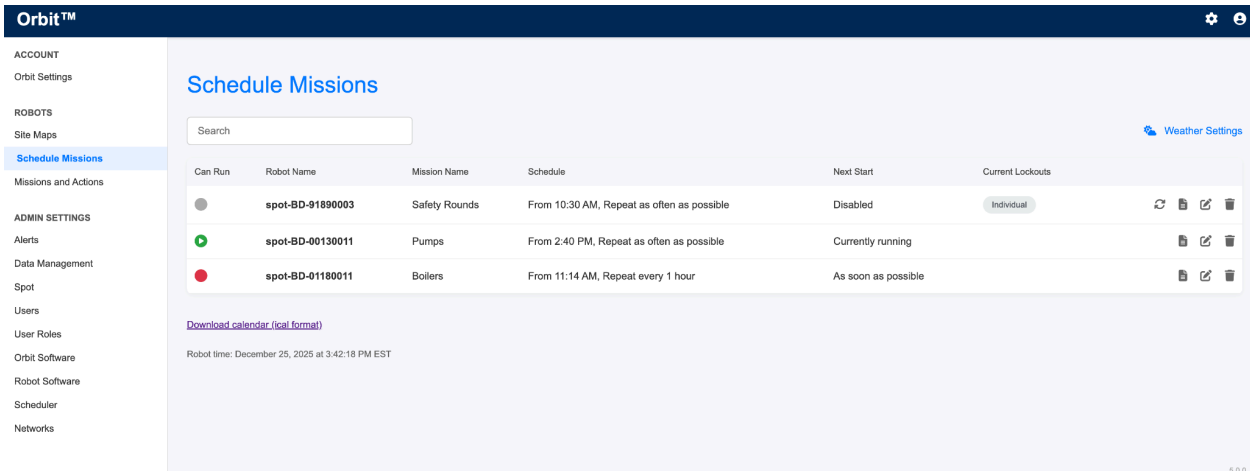 Orbit™
ACCOUNT
Orbit Settings
ROBOTS
Site Maps
Schedule Missions
Missions and Actions
ADMIN SETTINGS
Alerts
Data Management
Spot
Users
User Roles
Orbit Software
Robot Software
Scheduler
Networks
Schedule Missions
Search
Weather Settings
Can Run Robot Name Mission Name Schedule Next Start Current Lockouts
spot-BD-91890003 Safety Rounds From 10:30 AM, Repeat as often as possible Disabled Individual
spot-BD-00130011 Pumps From 2:40 PM, Repeat as often as possible Currently running
spot-BD-01180011 Boilers From 11:14 AM, Repeat every 1 hour As soon as possible
Download calendar (ical format)
Robot time: December 25, 2025 at 3:42:18 PM EST